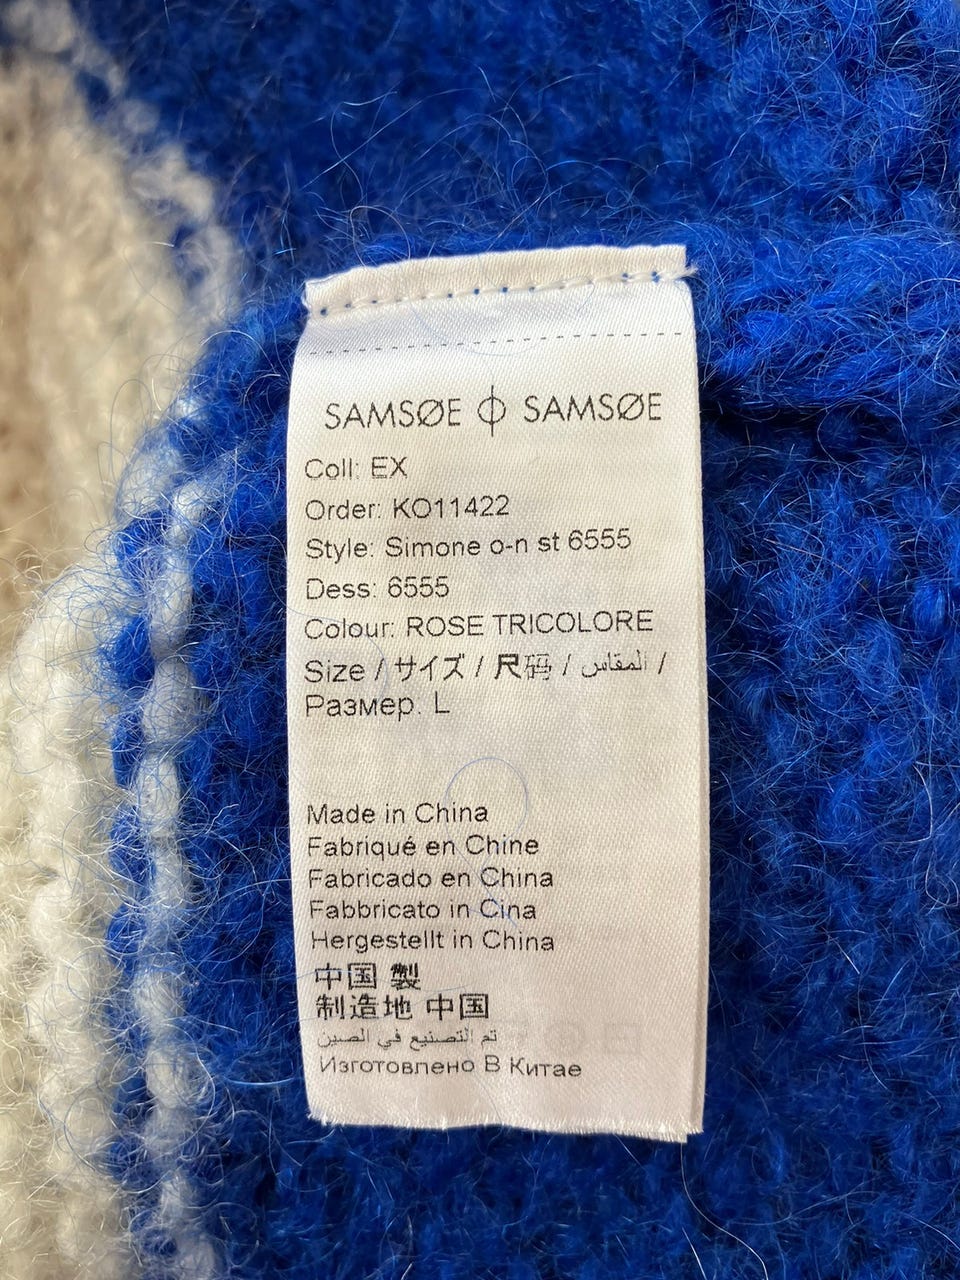 SAMSØE SAMSØE
Coll: EX
Order: KO11422
Style: Simone o-n st 6555
Dess: 6555
Colour: ROSE TRICOLORE
Size / サイズ / 尺码 / المقاس /
Размер. L
Made in China
Fabriqué en Chine
Fabricado en China
Fabbricato in Cina
Hergestellt in China
中国 製
制造地 中国
تم التصنيع في الصين
Изготовлено В Китае